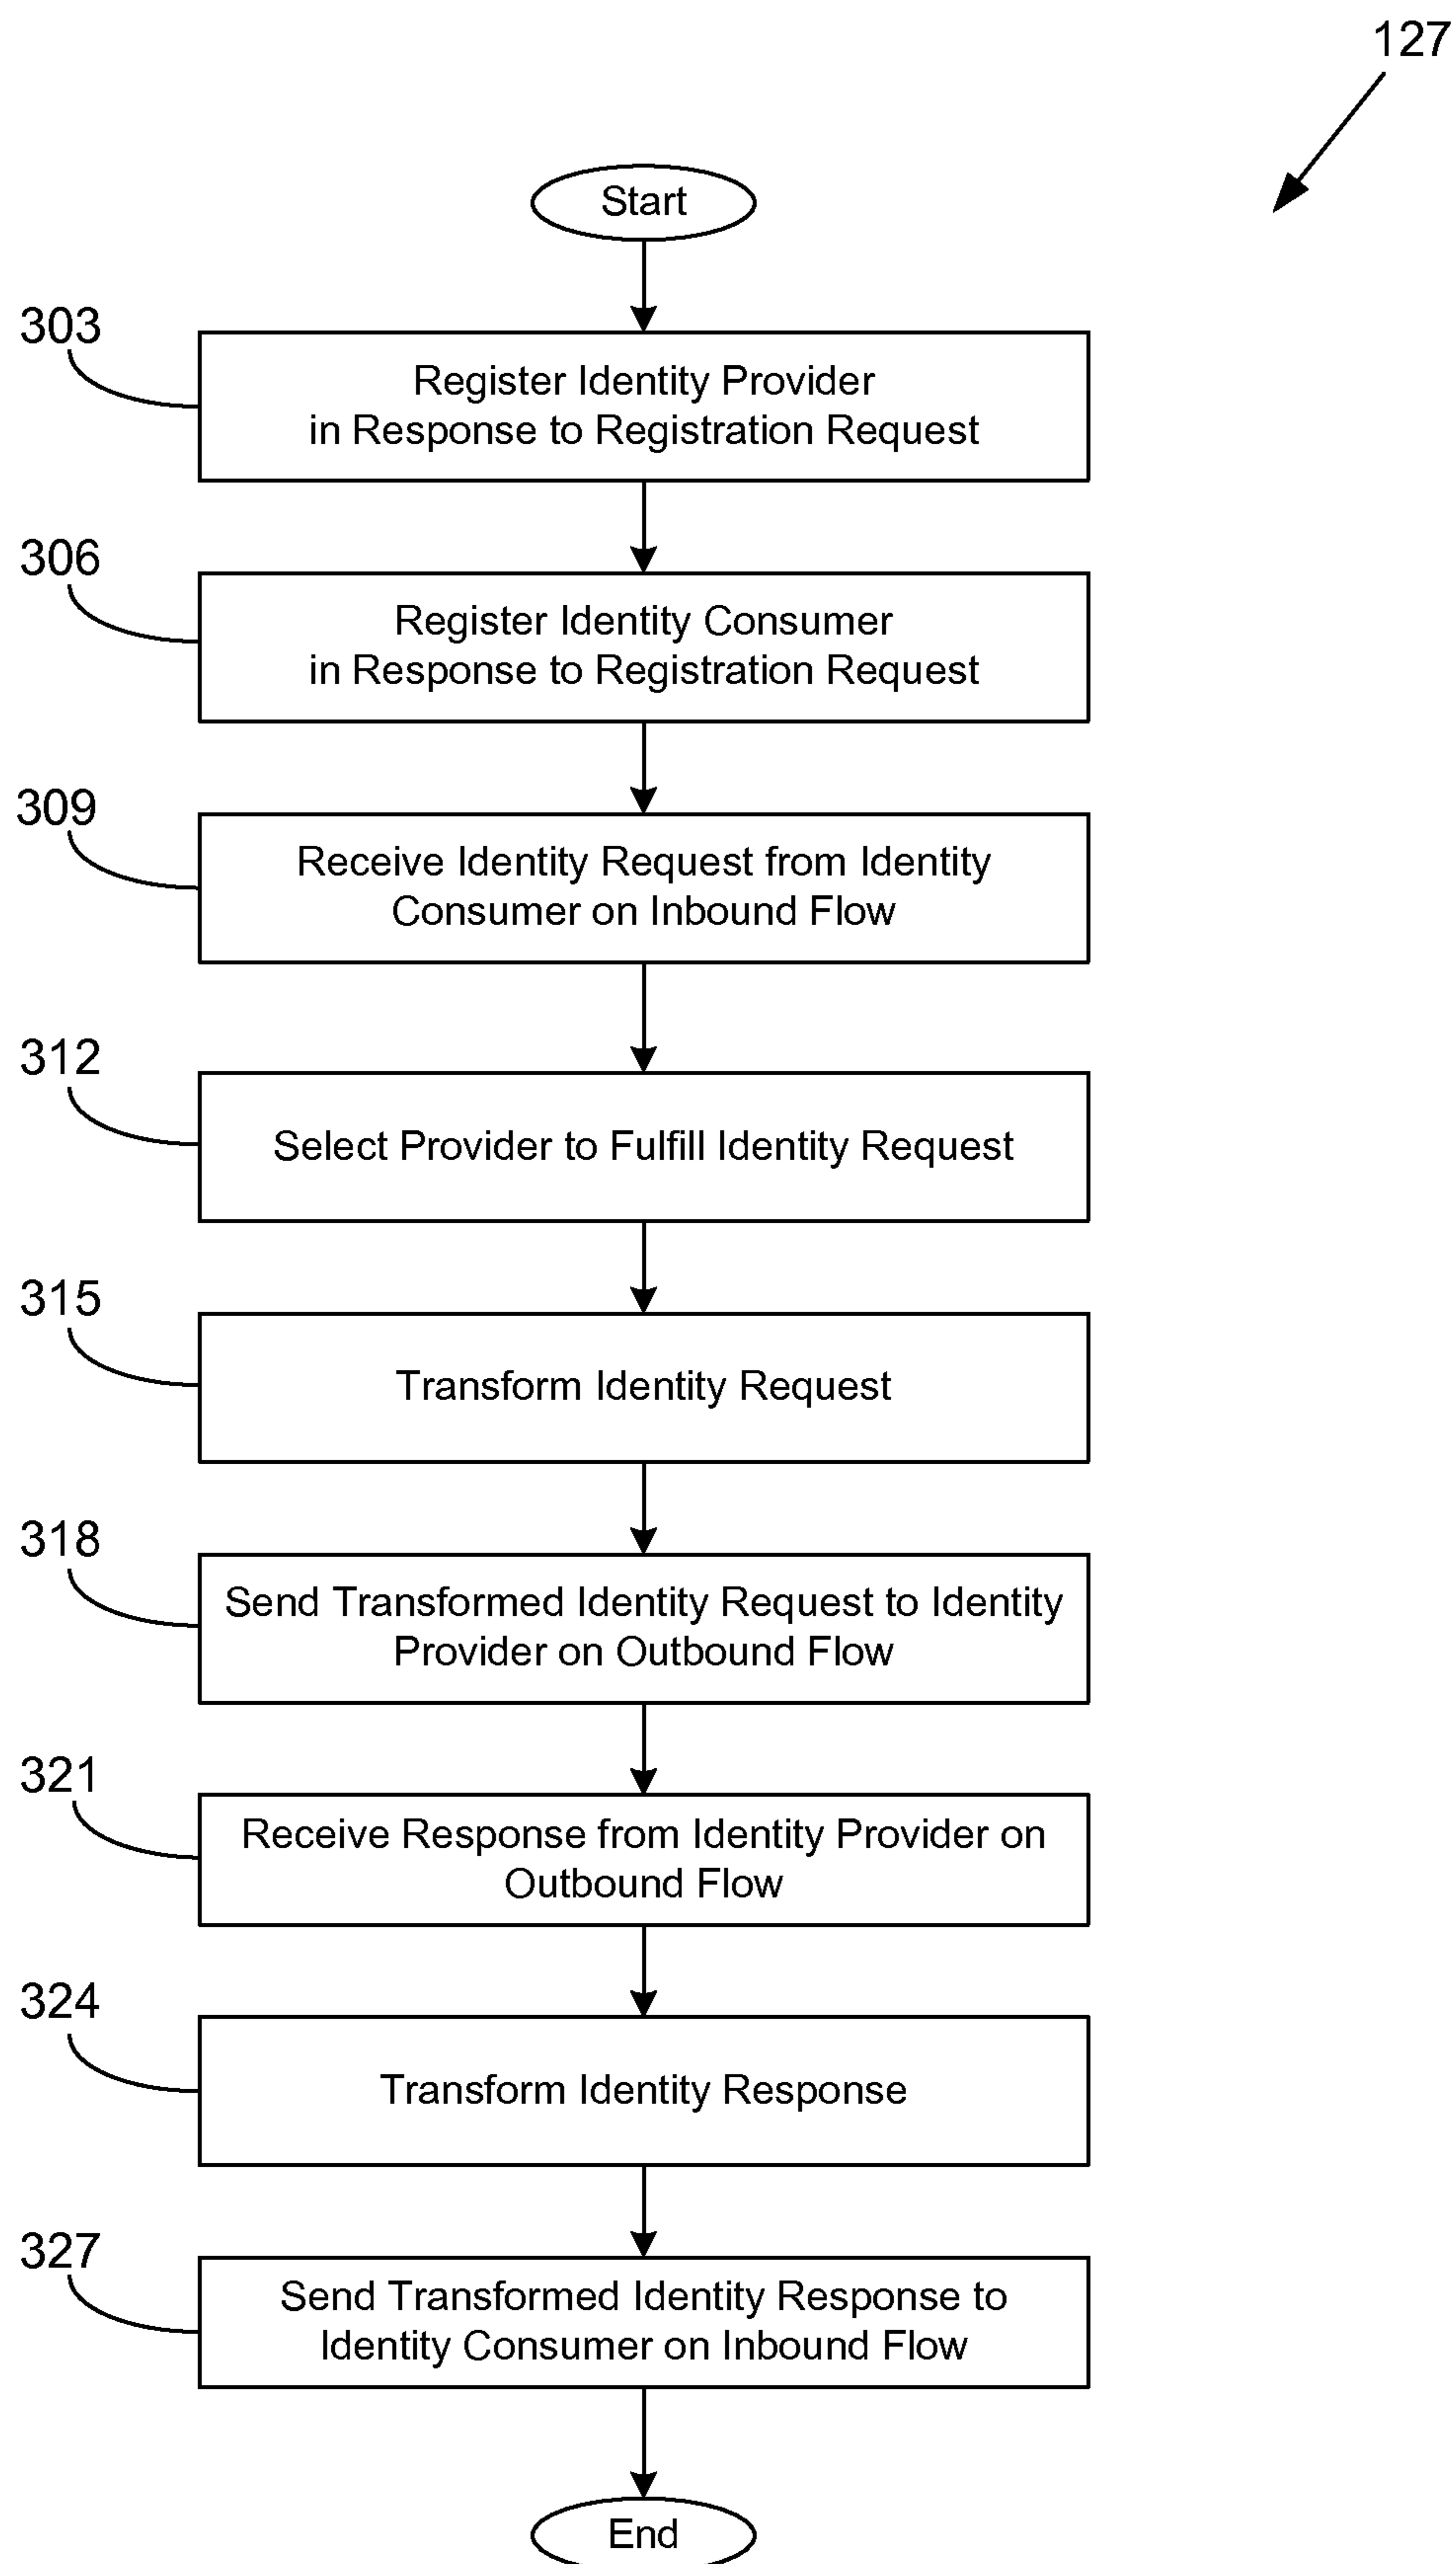 127
Start
303
Register Identity Provider
in Response to Registration Request
306
Register Identity Consumer
in Response to Registration Request
309
Receive Identity Request from Identity
Consumer on Inbound Flow
312
Select Provider to Fulfill Identity Request
315
Transform Identity Request
318
Send Transformed Identity Request to Identity
Provider on Outbound Flow
321
Receive Response from Identity Provider on
Outbound Flow
324
Transform Identity Response
327
Send Transformed Identity Response to
Identity Consumer on Inbound Flow
End